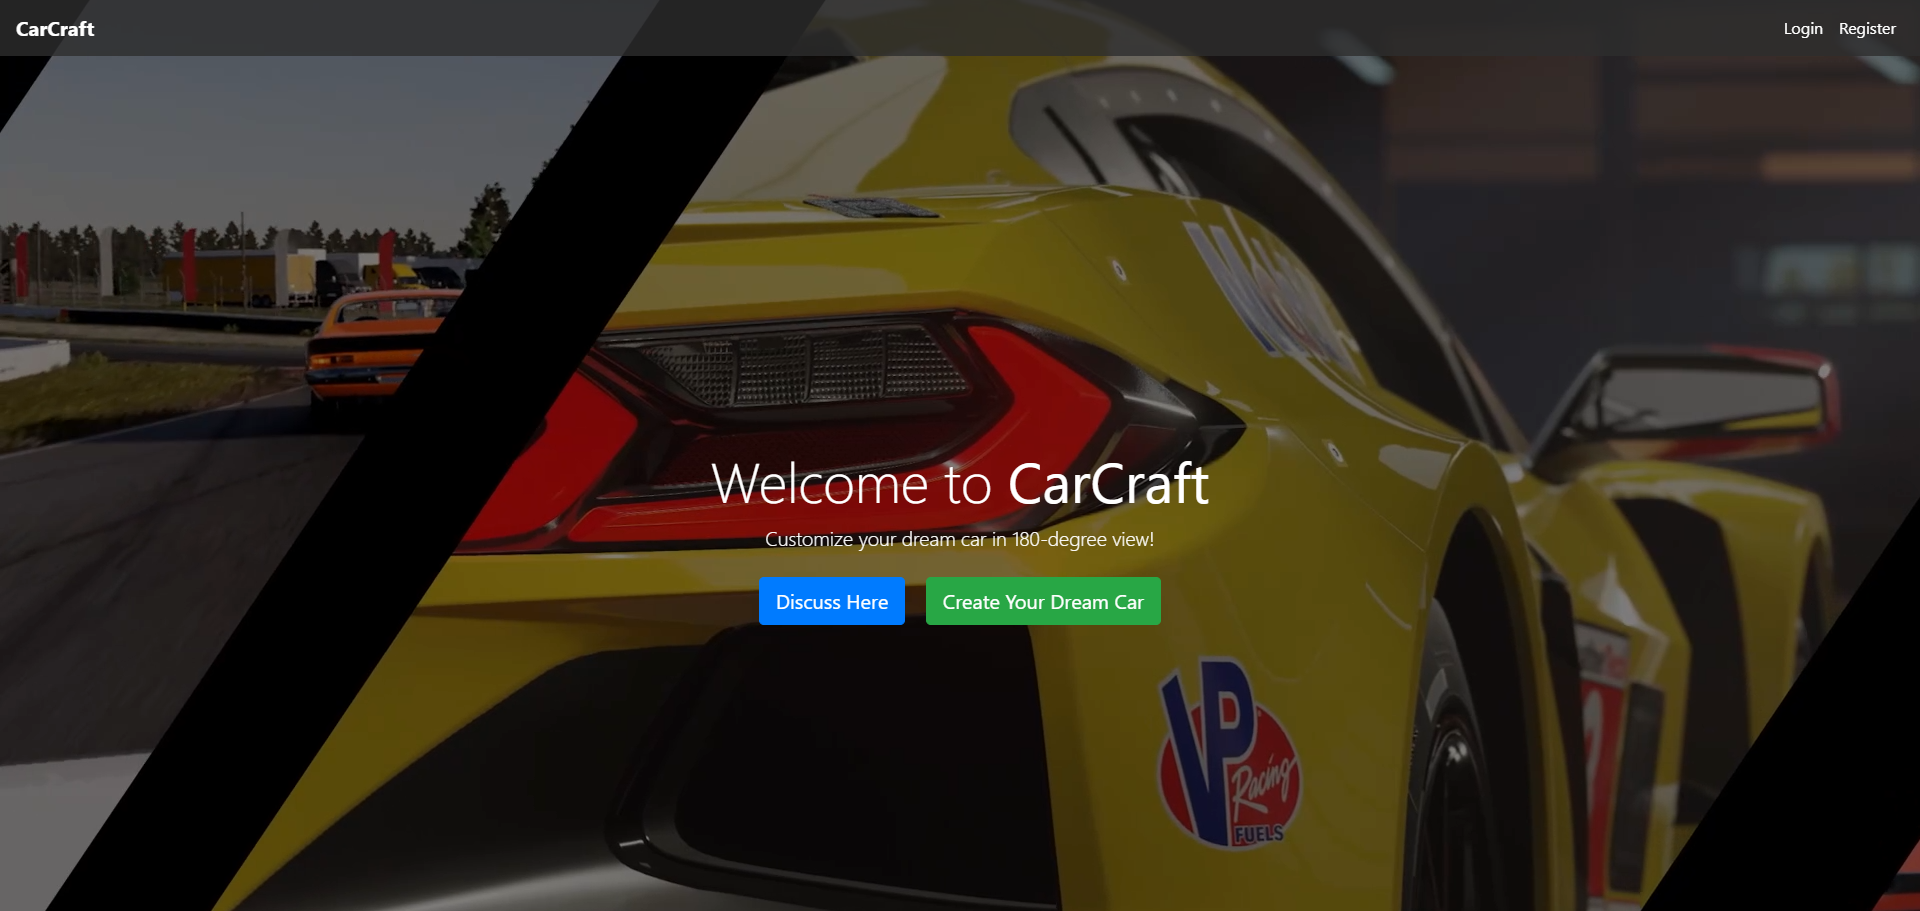 CarCraft
Login Register
Welcome to CarCraft
Customize your dream car in 180-degree view!
Discuss Here
Create Your Dream Car
VP
Racing
FUELS